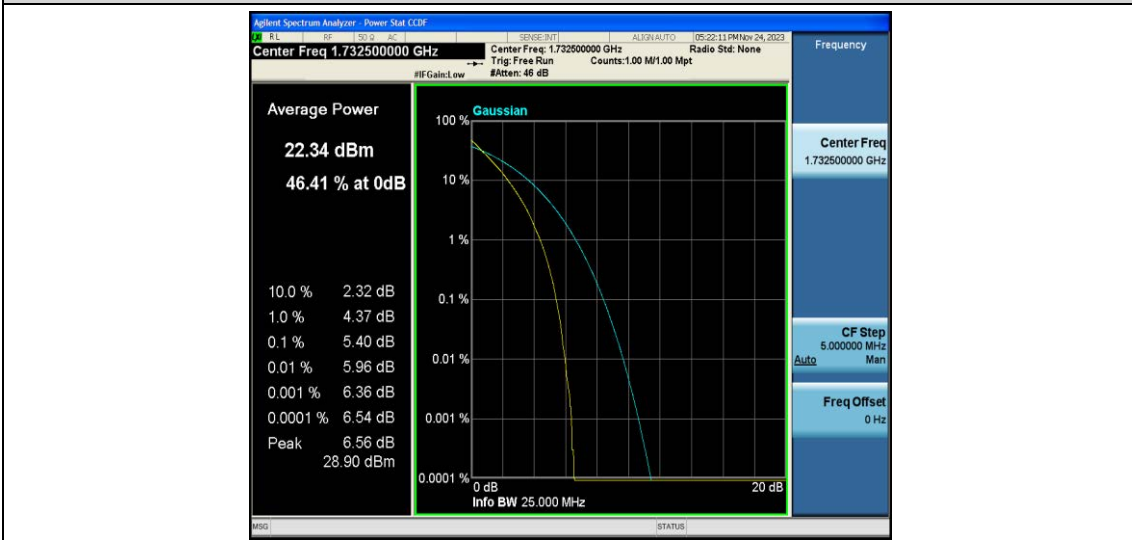 Agilent Spectrum Analyzer - Power Stat CCDF
LXI RL RF 50 Ω AC SENSE:INT ALIGN AUTO 05:22:11 PM Nov 24, 2023
Center Freq 1.732500000 GHz
Center Freq: 1.732500000 GHz Radio Std: None
Trig: Free Run Counts:1.00 M/1.00 Mpt
#IFGain:Low #Atten: 46 dB
Frequency
Average Power
22.34 dBm
46.41 % at 0dB
10.0 % 2.32 dB
1.0 % 4.37 dB
0.1 % 5.40 dB
0.01 % 5.96 dB
0.001 % 6.36 dB
0.0001 % 6.54 dB
Peak 6.56 dB
28.90 dBm
Gaussian
100 %
10 %
1 %
0.1 %
0.01 %
0.001 %
0.0001 %
0 dB 20 dB
Info BW 25.000 MHz
Center Freq
1.732500000 GHz
CF Step
5.000000 MHz
Auto Man
Freq Offset
0 Hz
MSG STATUS